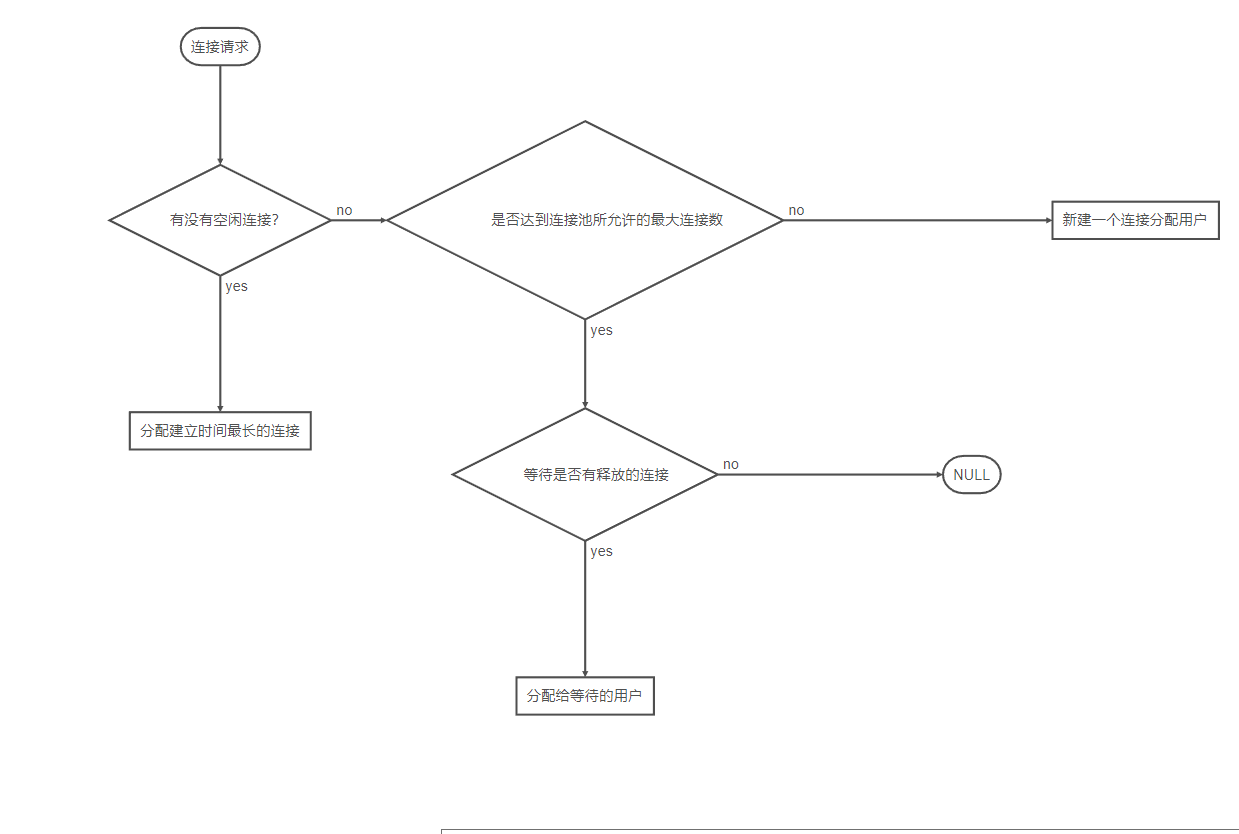 连接请求
有没有空闲连接?
no
是否达到连接池所允许的最大连接数
no
新建一个连接分配用户
yes
yes
分配建立时间最长的连接
等待是否有释放的连接
no
NULL
yes
分配给等待的用户